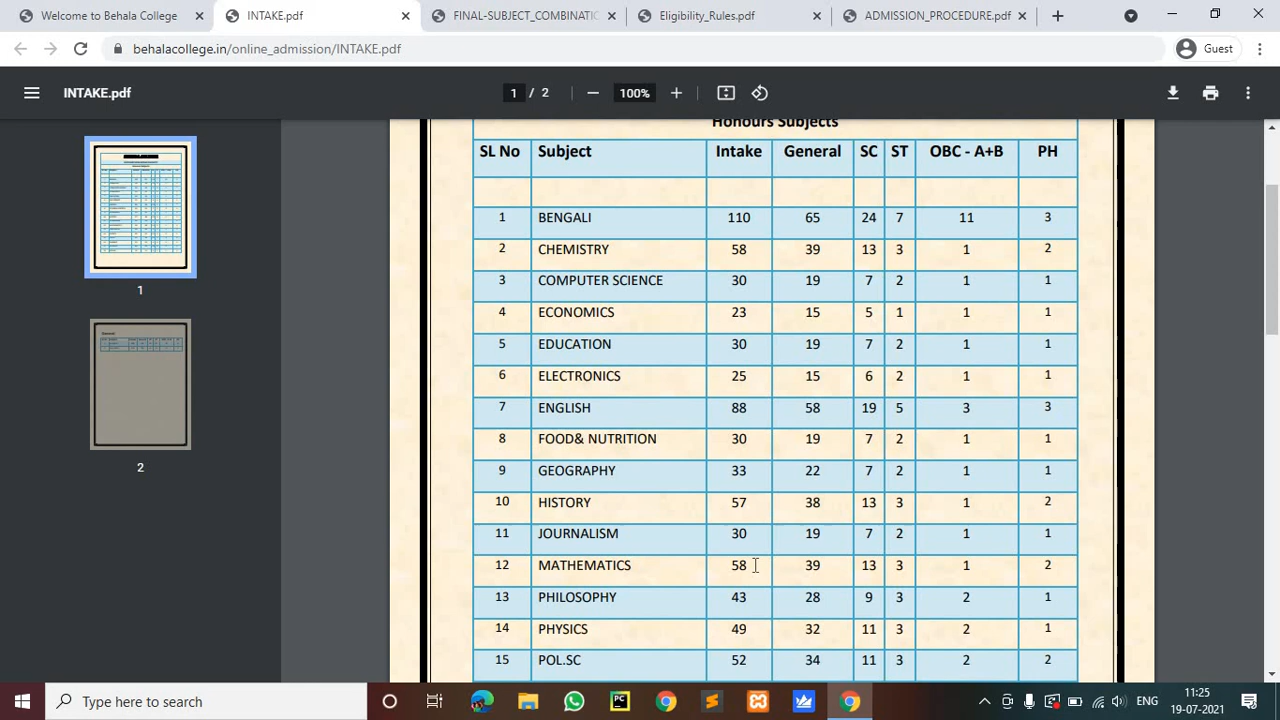 Welcome to Behala College
INTAKE.pdf
FINAL-SUBJECT_COMBINATIO
Eligibility_Rules.pdf
ADMISSION_PROCEDURE.pdf
behalacollege.in/online_admission/INTAKE.pdf
Guest
INTAKE.pdf
1 / 2
100%
1
2
Honours Subjects
SL No Subject Intake General SC ST OBC - A+B PH
1 BENGALI 110 65 24 7 11 3
2 CHEMISTRY 58 39 13 3 1 2
3 COMPUTER SCIENCE 30 19 7 2 1 1
4 ECONOMICS 23 15 5 1 1 1
5 EDUCATION 30 19 7 2 1 1
6 ELECTRONICS 25 15 6 2 1 1
7 ENGLISH 88 58 19 5 3 3
8 FOOD& NUTRITION 30 19 7 2 1 1
9 GEOGRAPHY 33 22 7 2 1 1
10 HISTORY 57 38 13 3 1 2
11 JOURNALISM 30 19 7 2 1 1
12 MATHEMATICS 58 39 13 3 1 2
13 PHILOSOPHY 43 28 9 3 2 1
14 PHYSICS 49 32 11 3 2 1
15 POL.SC 52 34 11 3 2 2
Type here to search
PC
ENG
11:25
19-07-2021